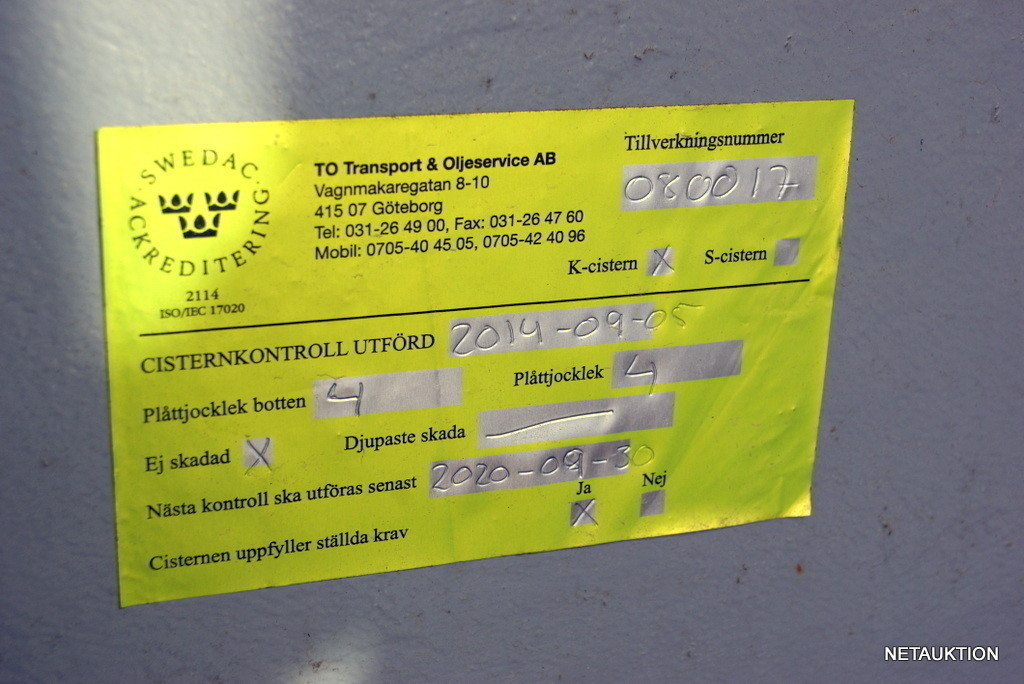 SWEDAC
ACKREDITERING
2114
ISO/IEC 17020
TO Transport & Oljeservice AB
Vagnmakaregatan 8-10
415 07 Göteborg
Tel: 031-26 49 00, Fax: 031-26 47 60
Mobil: 0705-40 45 05, 0705-42 40 96
Tillverkningsnummer
080017
K-cistern X S-cistern
CISTERNKONTROLL UTFÖRD 2014-09-05
Plåttjocklek botten 4 Plåttjocklek 4
Ej skadad X Djupaste skada —
Nästa kontroll ska utföras senast 2020-09-30
Ja Nej
Cisternen uppfyller ställda krav X
NETAUKTION